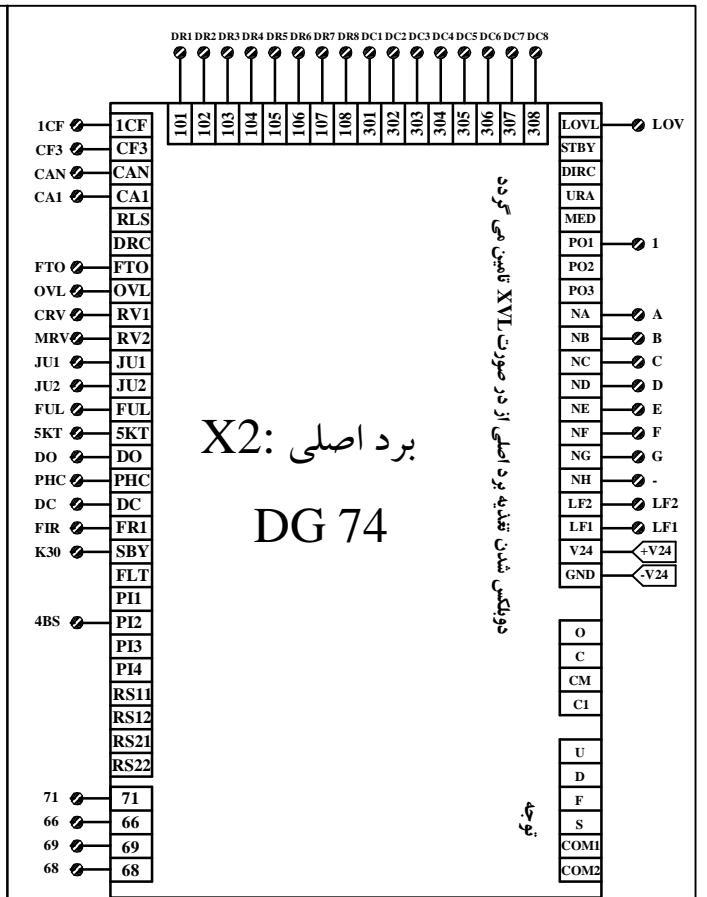 DR1 DR2 DR3 DR4 DR5 DR6 DR7 DR8 DC1 DC2 DC3 DC4 DC5 DC6 DC7 DC8
101 102 103 104 105 106 107 108 301 302 303 304 305 306 307 308
1CF 1CF
CF3 CF3
CAN CAN
CA1 CA1
RLS
DRC
FTO FTO
OVL OVL
CRV RV1
MRV RV2
JU1 JU1
JU2 JU2
FUL FUL
5KT 5KT
DO DO
PHC PHC
DC DC
FIR FR1
K30 SBY
FLT
PI1
4BS PI2
PI3
PI4
RS11
RS12
RS21
RS22
71 71
66 66
69 69
68 68
برد اصلی :X2
DG 74
توجه
دوبلکس شدن تغذیه برد اصلی از در صورت XVL تامین می گردد
LOVL LOV
STBY
DIRC
URA
MED
PO1 1
PO2
PO3
NA A
NB B
NC C
ND D
NE E
NF F
NG G
NH -
LF2 LF2
LF1 LF1
V24 +V24
GND -V24
O
C
CM
C1
U
D
F
S
COM1
COM2